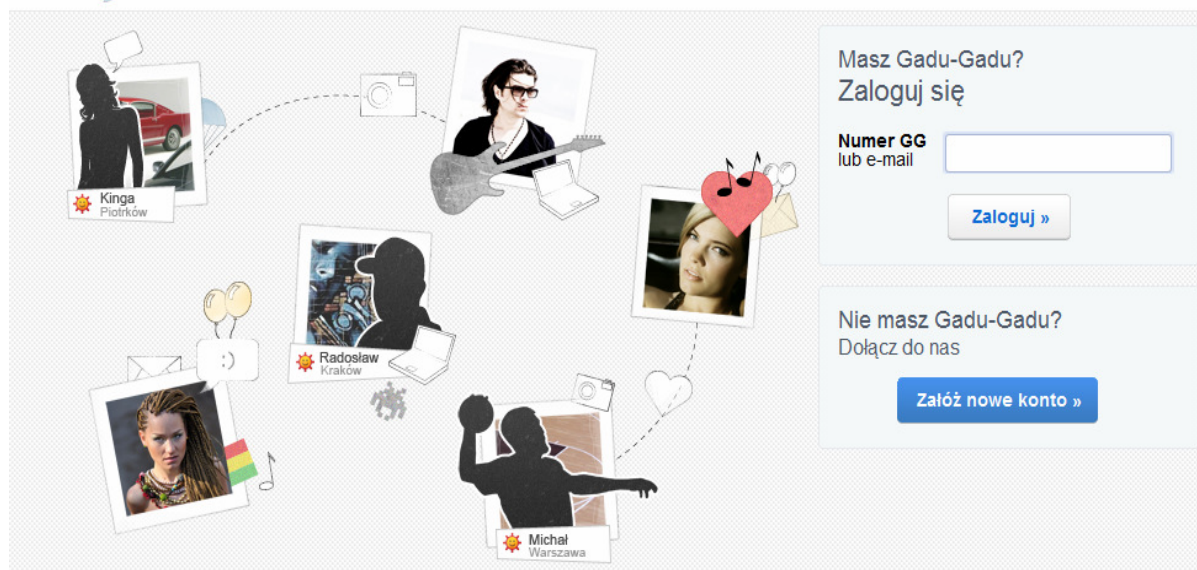 Kinga
Piotrków
Radosław
Kraków
:)
Michał
Warszawa
Masz Gadu-Gadu?
Zaloguj się
Numer GG
lub e-mail
Zaloguj »
Nie masz Gadu-Gadu?
Dołącz do nas
Załóż nowe konto »